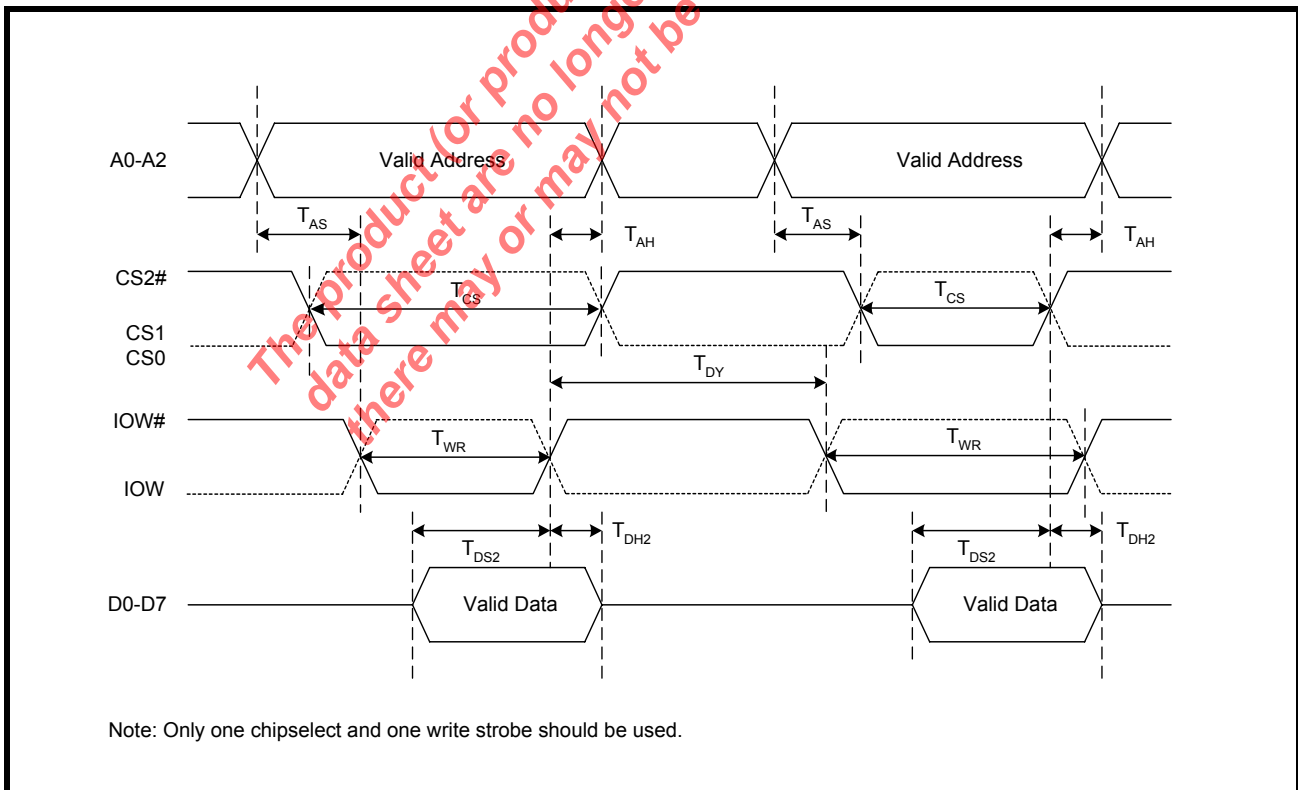 The product (or produc
data sheet are no longe
there may or may not be
A0-A2
Valid Address
Valid Address
TAS
TAH
TAS
TAH
CS2#
TCS
TCS
CS1
CS0
TDY
IOW#
TWR
TWR
IOW
TDS2
TDH2
TDS2
TDH2
D0-D7
Valid Data
Valid Data
Note: Only one chipselect and one write strobe should be used.